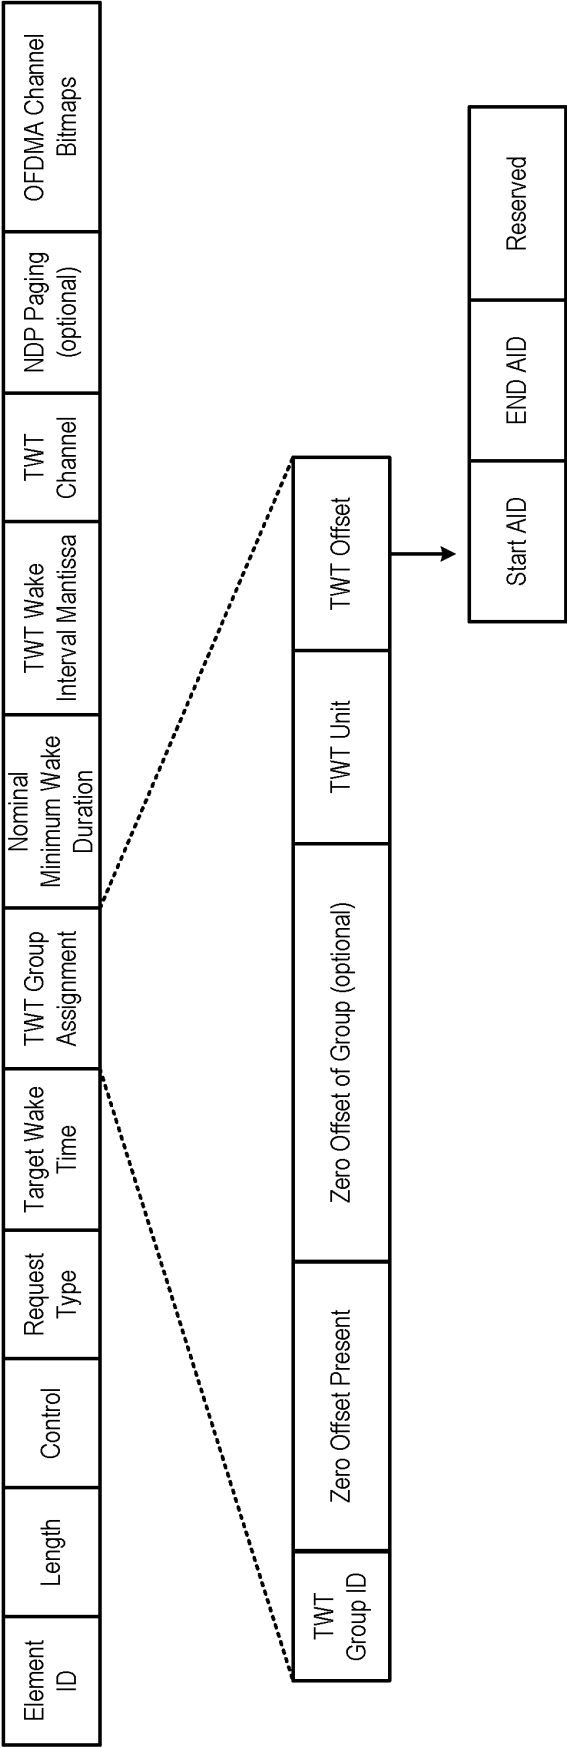 Element
ID
Length
Control
Request
Type
Target Wake
Time
TWT Group
Assignment
Nominal
Minimum Wake
Duration
TWT Wake
Interval Mantissa
TWT
Channel
NDP Paging
(optional)
OFDMA Channel
Bitmaps
TWT
Group ID
Zero Offset Present
Zero Offset of Group (optional)
TWT Unit
TWT Offset
Start AID
END AID
Reserved